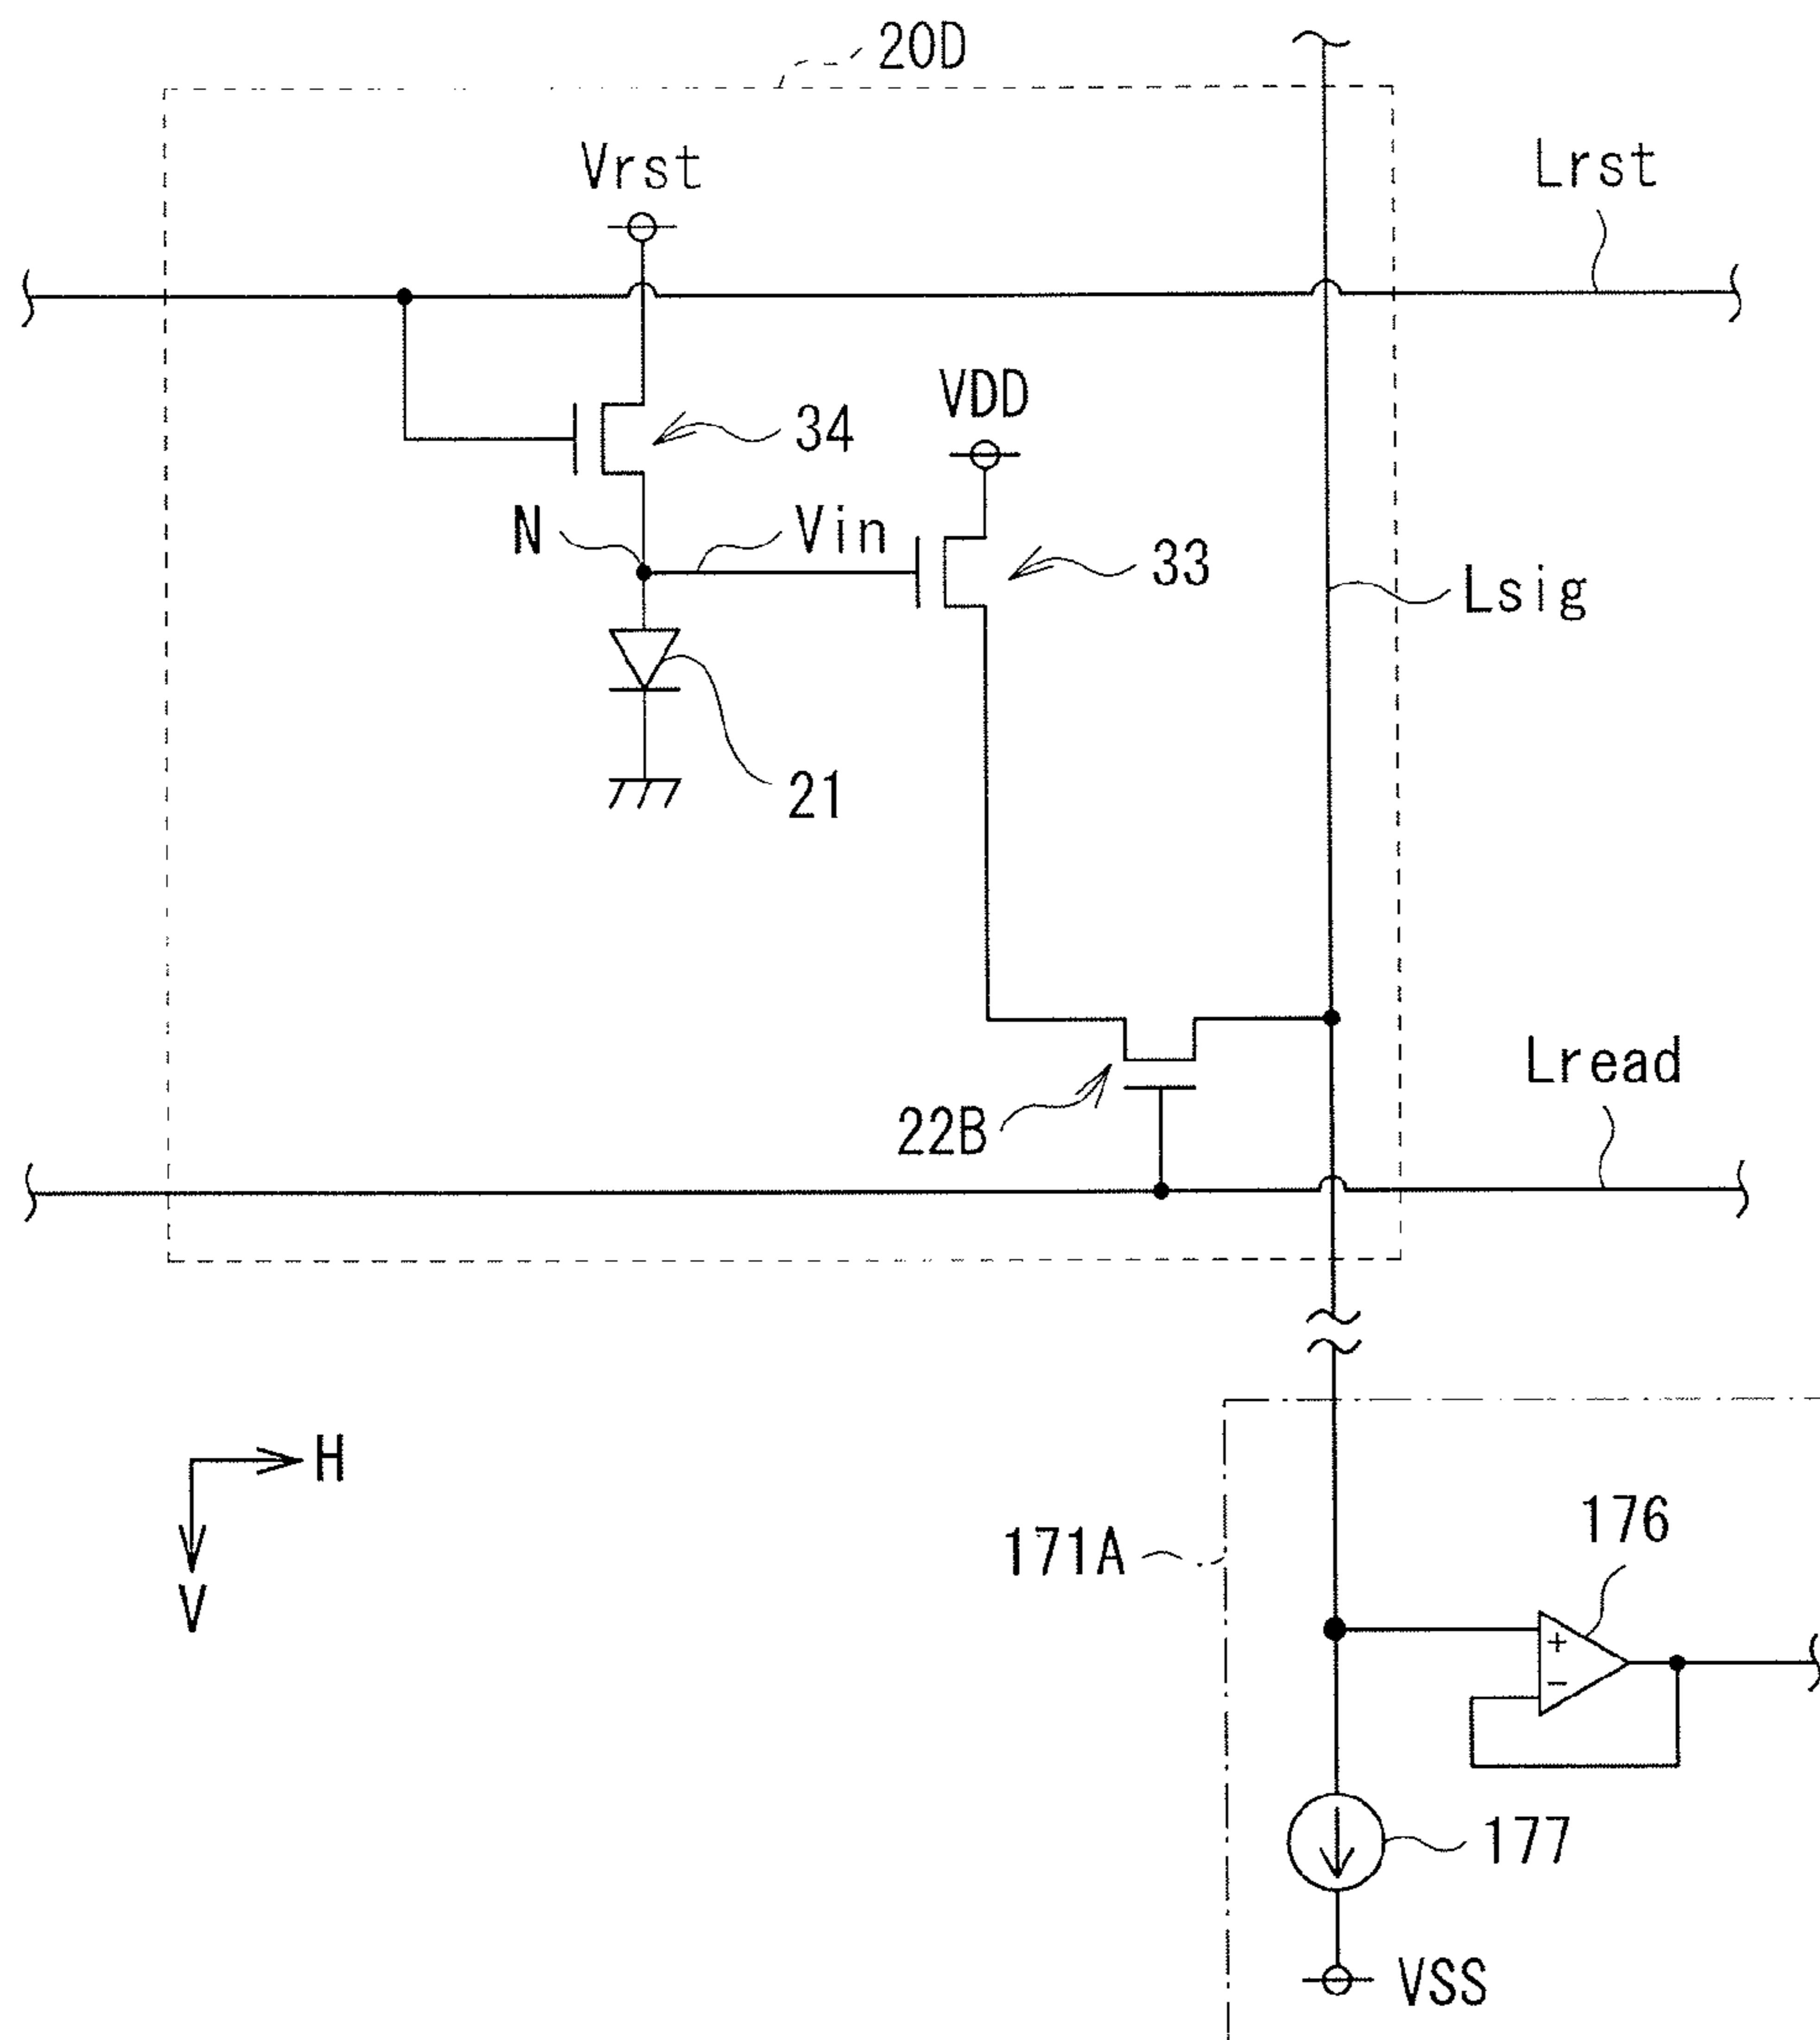 20D
Vrst
Lrst
VDD
34
N
Vin
33
Lsig
21
Lread
22B
H
V
171A
176
+
−
177
VSS